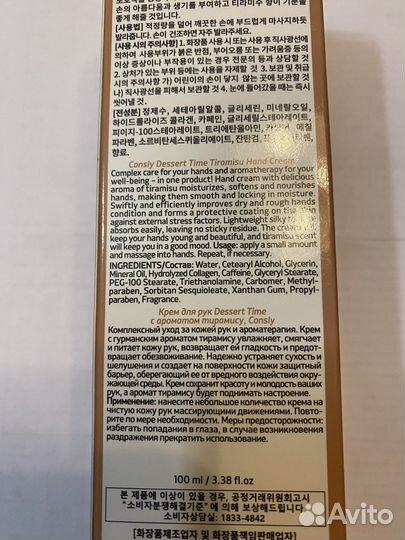 손의 아름다움과 생기를 부여하고 티라미수 향이 기분을
좋게 해줍니다.
[사용법] 적정량을 덜어 깨끗한 손에 부드럽게 마사지하듯
발라줍니다. 손이 건조하면 자주 발라주세요.
[사용 시의 주의사항] 1. 화장품 사용 시 또는 사용 후 직사광선에
의하여 사용부위가 붉은 반점, 부어오름 또는 가려움증 등의
이상 증상이나 부작용이 있는 경우 전문의 등과 상담할 것
2. 상처가 있는 부위 등에는 사용을 자제할 것 3. 보관 및 취급
시의 주의사항 가) 어린이의 손이 닿지 않는 곳에 보관할 것
나) 직사광선을 피해서 보관할 것 4. 눈에 들어갔을 때는 즉시
씻어낼 것.
[전성분] 정제수, 세테아릴알콜, 글리세린, 미네랄오일,
하이드롤라이즈 콜라겐, 카페인, 글리세릴스테아레이트,
피이지-100스테아레이트, 트리에탄올아민, 카보머, 메칠
파라벤, 소르비탄세스퀴올리에이트, 잔탄검,
향료.
Consly Dessert Time Tiramisu Hand Cream
Complex care for your hands and aromatherapy for your
well-being – in one product! Hand cream with delicious
aroma of tiramisu moisturizes, softens and nourishes
hands, making them smooth and locking in moisture.
Swiftly and efficiently improves dry and rough hands
condition and forms a protective coating on the skin
against external stress factors. Lightweight silky formula
absorbs easily, leaving no sticky residue. The cream will
keep your hands young and beautiful, and tiramisu scent
will keep you in a good mood. Usage: apply a small amount
and massage into hands. Repeat, if necessary.
INGREDIENTS/Состав: Water, Cetearyl Alcohol, Glycerin,
Mineral Oil, Hydrolyzed Collagen, Caffeine, Glyceryl Stearate,
PEG-100 Stearate, Triethanolamine, Carbomer, Methyl-
paraben, Sorbitan Sesquioleate, Xanthan Gum, Propyl-
paraben, Fragrance.
Крем для рук Dessert Time
с ароматом тирамису, Consly
Комплексный уход за кожей рук и ароматерапия. Крем
с гурманским ароматом тирамису увлажняет, смягчает
и питает кожу рук, возвращает ей гладкость и предот-
вращает обезвоживание. Надежно устраняет сухость и
шелушения и создает на поверхности кожи защитный
барьер, оберегающий ее от вредного воздействия окру-
жающей среды. Крем сохранит красоту и молодость ваших
рук, а аромат тирамису будет поднимать настроение.
Применение: нанесите небольшое количество крема на
чистую кожу рук массирующими движениями. Повто-
рите по мере необходимости. Меры предосторожности:
избегать попадания в глаза, в случае возникновения
раздражения прекратить использование.
100 ml / 3.38 fl.oz
본 제품에 이상이 있을 경우, 공정거래위원회고시
"소비자분쟁해결기준" 에 의해 보상해드립니다.
소비자상담실: 1833-4842
[화장품제조업자 및 화장품책임판매업자]
Avito